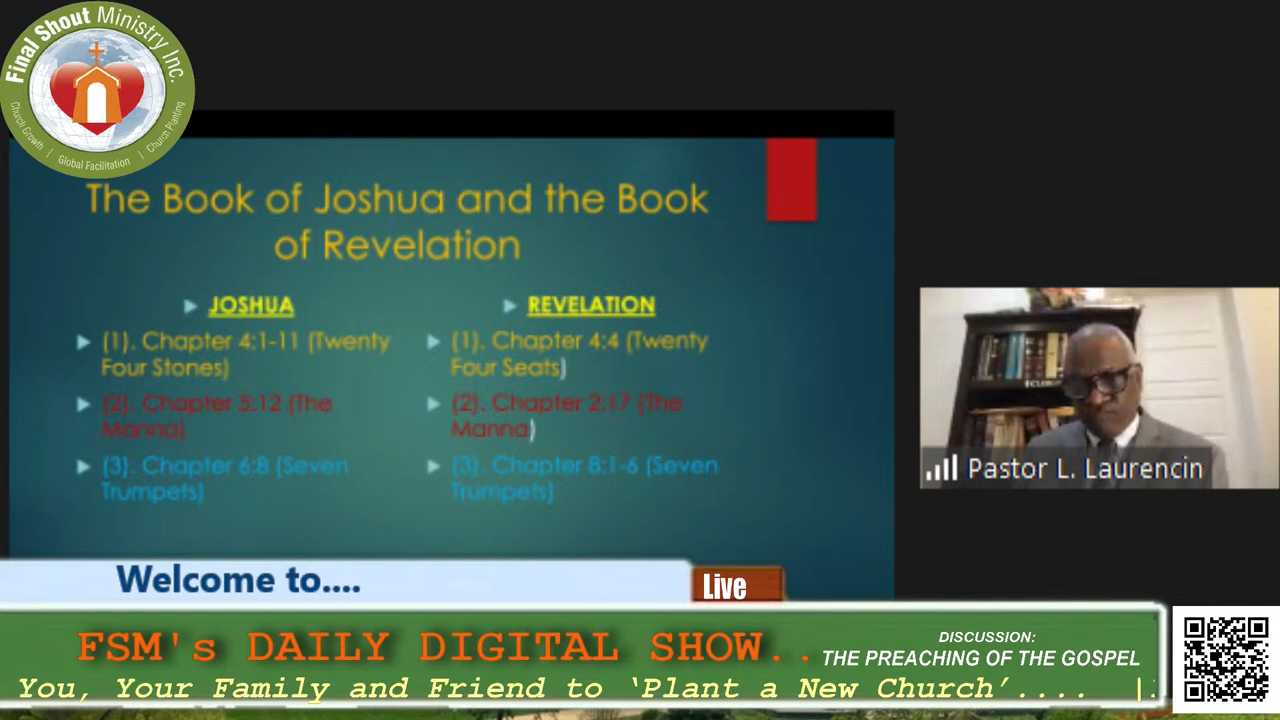 Final Shout Ministry Inc.
Church Growth | Global Facilitation | Church Planting
The Book of Joshua and the Book
of Revelation
JOSHUA
(1). Chapter 4:1-11 (Twenty
Four Stones)
(2). Chapter 5:12 (The
Manna)
(3). Chapter 6:8 (Seven
Trumpets)
REVELATION
(1). Chapter 4:4 (Twenty
Four Seats)
(2). Chapter 2:17 (The
Manna)
(3). Chapter 8:1-6 (Seven
Trumpets)
Pastor L. Laurencin
Welcome to....
Live
FSM's DAILY DIGITAL SHOW..
DISCUSSION:
THE PREACHING OF THE GOSPEL
You, Your Family and Friend to ‘Plant a New Church’.... |